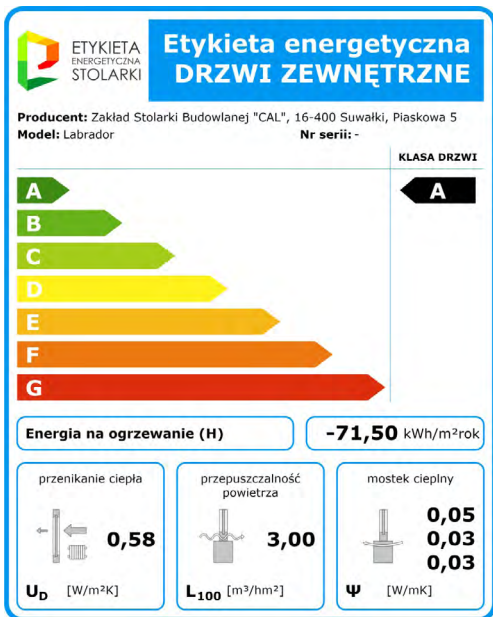 ETYKIETA
ENERGETYCZNA
STOLARKI
Etykieta energetyczna
DRZWI ZEWNĘTRZNE
Producent: Zakład Stolarki Budowlanej "CAL", 16-400 Suwałki, Piaskowa 5
Model: Labrador Nr serii: -
KLASA DRZWI
A A
B
C
D
E
F
G
Energia na ogrzewanie (H) -71,50 kWh/m²rok
przenikanie ciepła
0,58
UD [W/m²K]
przepuszczalność
powietrza
3,00
L100 [m³/hm²]
mostek cieplny
0,05
0,03
0,03
Ψ [W/mK]